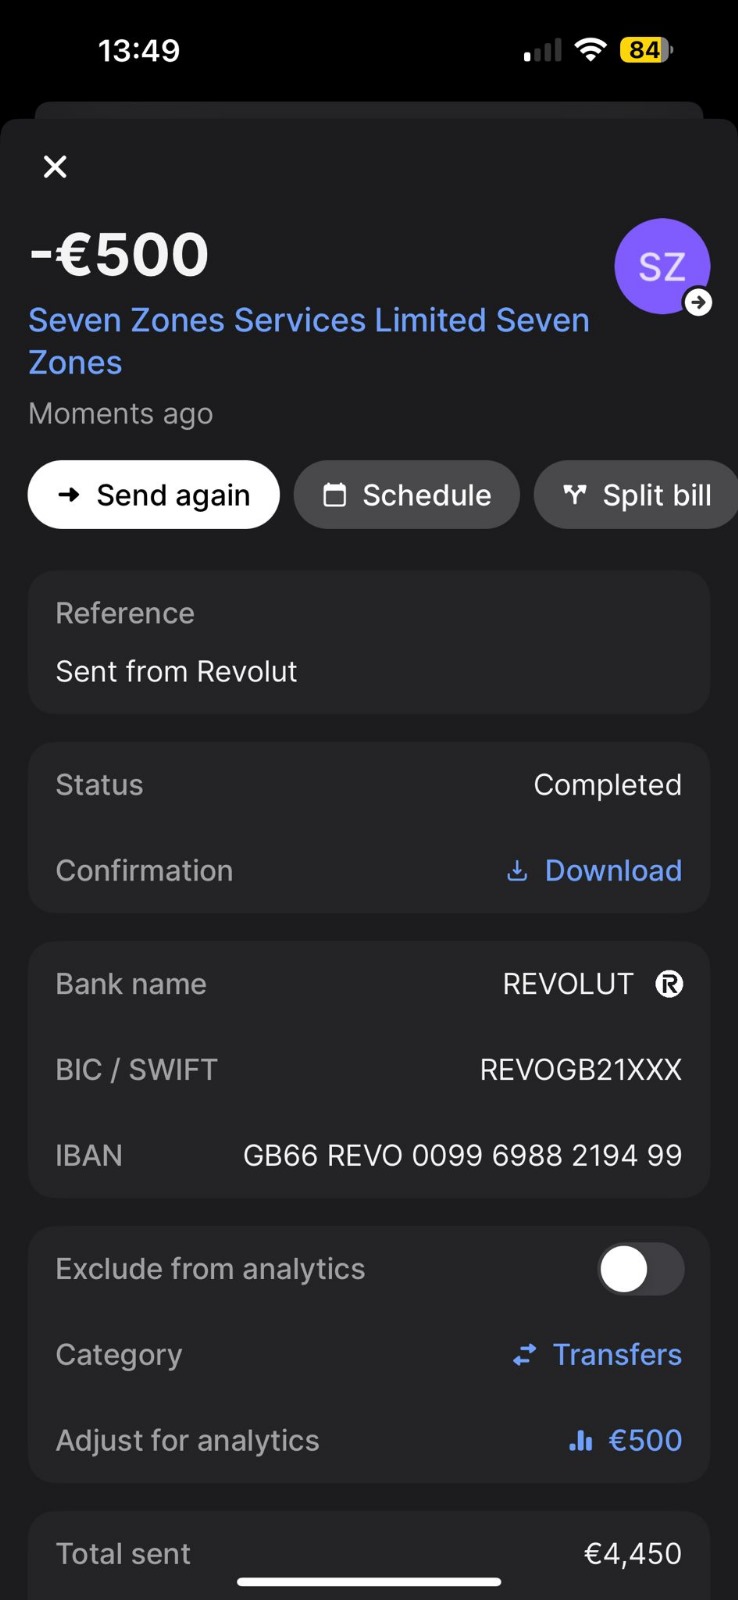 13:49
84
-€500
SZ
Seven Zones Services Limited Seven
Zones
Moments ago
Send again
Schedule
Split bill
Reference
Sent from Revolut
Status
Completed
Confirmation
Download
Bank name
REVOLUT
BIC / SWIFT
REVOGB21XXX
IBAN
GB66 REVO 0099 6988 2194 99
Exclude from analytics
Category
Transfers
Adjust for analytics
€500
Total sent
€4,450